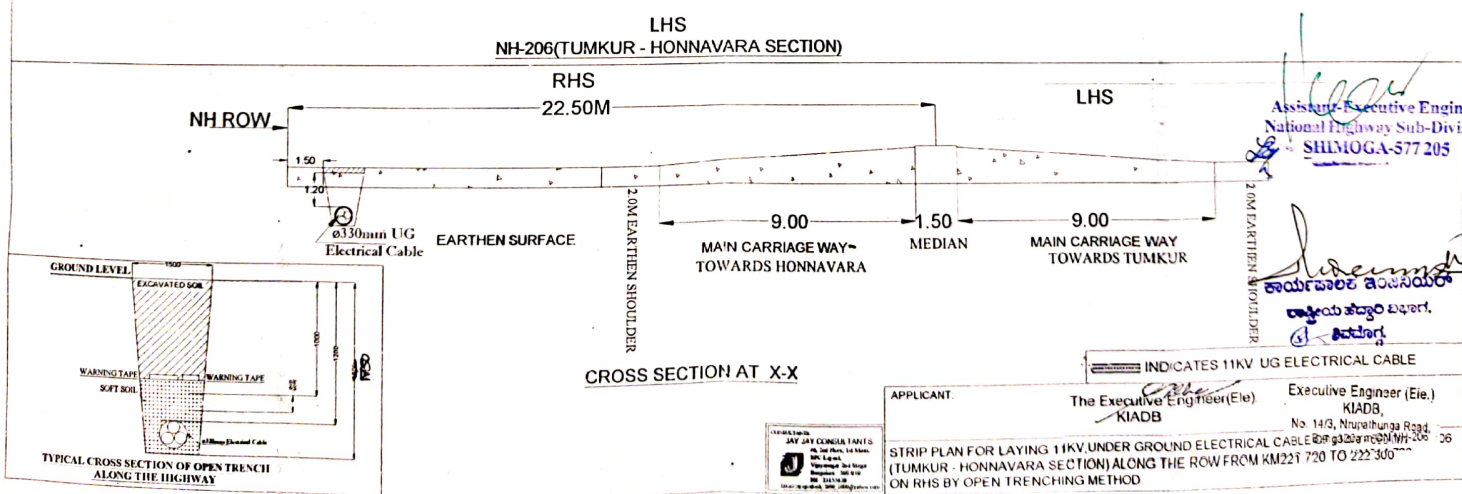 LHS
NH-206(TUMKUR - HONNAVARA SECTION)
RHS
22.50M
LHS
NH ROW
1.50
1.20
ø330mm UG
Electrical Cable
EARTHEN SURFACE
2.0M EARTHEN SHOULDER
9.00
1.50
9.00
MAIN CARRIAGE WAY
TOWARDS HONNAVARA
MEDIAN
MAIN CARRIAGE WAY
TOWARDS TUMKUR
2.0M EARTHEN SHOULDER
Assistant Executive Engin
National Highway Sub-Divi
SHIMOGA-577 205
ಕಾರ್ಯಪಾಲಕ ಇಂಜಿನಿಯರ್
ರಾಷ್ಟ್ರೀಯ ಹೆದ್ದಾರಿ ವಿಭಾಗ.
ಶಿವಮೊಗ್ಗ.
CROSS SECTION AT X-X
GROUND LEVEL
1500
EXCAVATED SOIL
1000
1200
WARNING TAPE
WARNING TAPE
SOFT SOIL
Electrical Cable
TYPICAL CROSS SECTION OF OPEN TRENCH
ALONG THE HIGHWAY
INDICATES 11KV UG ELECTRICAL CABLE
APPLICANT:
The Executive Engineer(Ele)
KIADB
Executive Engineer (Ele.)
KIADB,
No. 14/3, Nrupathunga Road,
JAY JAY CONSULTANTS
STRIP PLAN FOR LAYING 11KV,UNDER GROUND ELECTRICAL CABLE
(TUMKUR - HONNAVARA SECTION) ALONG THE ROW FROM KM221 720 TO 222 300
ON RHS BY OPEN TRENCHING METHOD